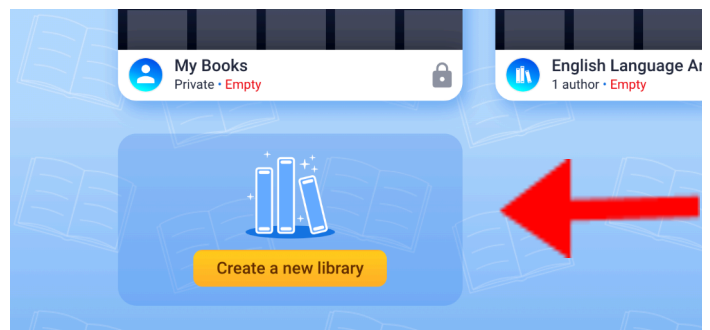 My Books
Private • Empty
English Language Ar
1 author • Empty
Create a new library